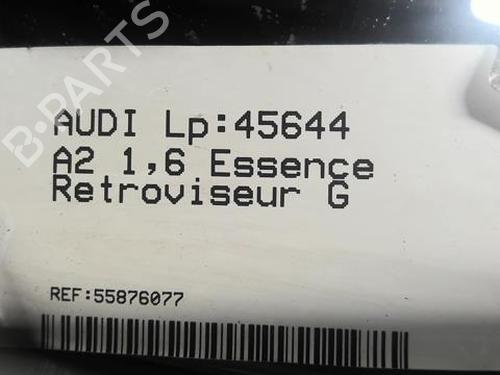 B-PARTS
AUDI Lp:45644
A2 1,6 Essence
Retroviseur G
REF:55876077